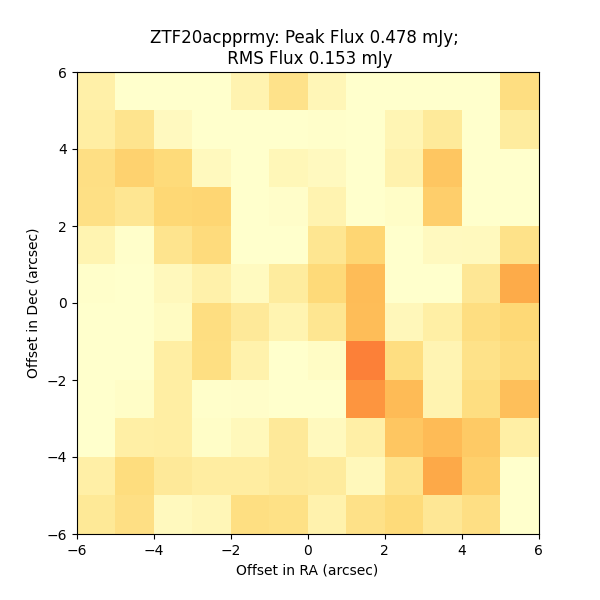 ZTF20acpprmy: Peak Flux 0.478 mJy;
RMS Flux 0.153 mJy
6
4
2
0
−2
−4
−6
Offset in Dec (arcsec)
−6 −4 −2 0 2 4 6
Offset in RA (arcsec)